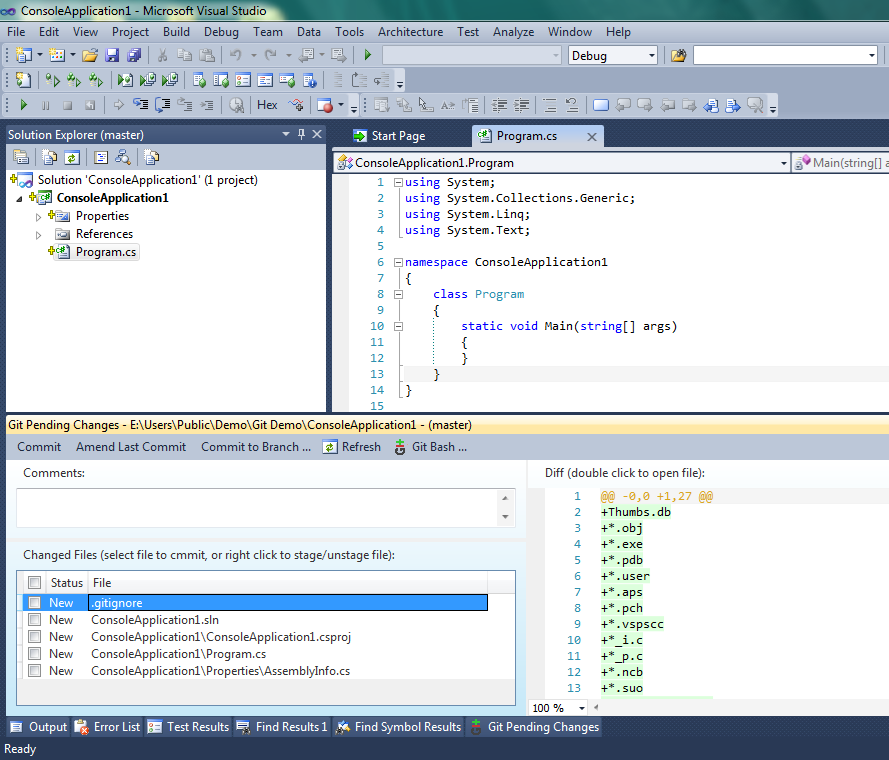 ConsoleApplication1 - Microsoft Visual Studio
File Edit View Project Build Debug Team Data Tools Architecture Test Analyze Window Help
Debug
Hex
Solution Explorer (master)
Solution 'ConsoleApplication1' (1 project)
ConsoleApplication1
Properties
References
Program.cs
Start Page Program.cs
ConsoleApplication1.Program Main(string[] a
1 using System;
2 using System.Collections.Generic;
3 using System.Linq;
4 using System.Text;
5
6 namespace ConsoleApplication1
7 {
8 class Program
9 {
10 static void Main(string[] args)
11 {
12 }
13 }
14 }
15
Git Pending Changes - E:\Users\Public\Demo\Git Demo\ConsoleApplication1 - (master)
Commit Amend Last Commit Commit to Branch ... Refresh Git Bash ...
Comments:
Changed Files (select file to cmmit, or right click to stage/unstage file):
Status File
New .gitignore
New ConsoleApplication1.sln
New ConsoleApplication1\ConsoleApplication1.csproj
New ConsoleApplication1\Program.cs
New ConsoleApplication1\Properties\AssemblyInfo.cs
Diff (double click to open file):
1 @@ -0,0 +1,27 @@
2 +Thumbs.db
3 +*.obj
4 +*.exe
5 +*.pdb
6 +*.user
7 +*.aps
8 +*.pch
9 +*.vspscc
10 +*_i.c
11 +*_p.c
12 +*.ncb
13 +*.suo
100 %
Output Error List Test Results Find Results 1 Find Symbol Results Git Pending Changes
Ready